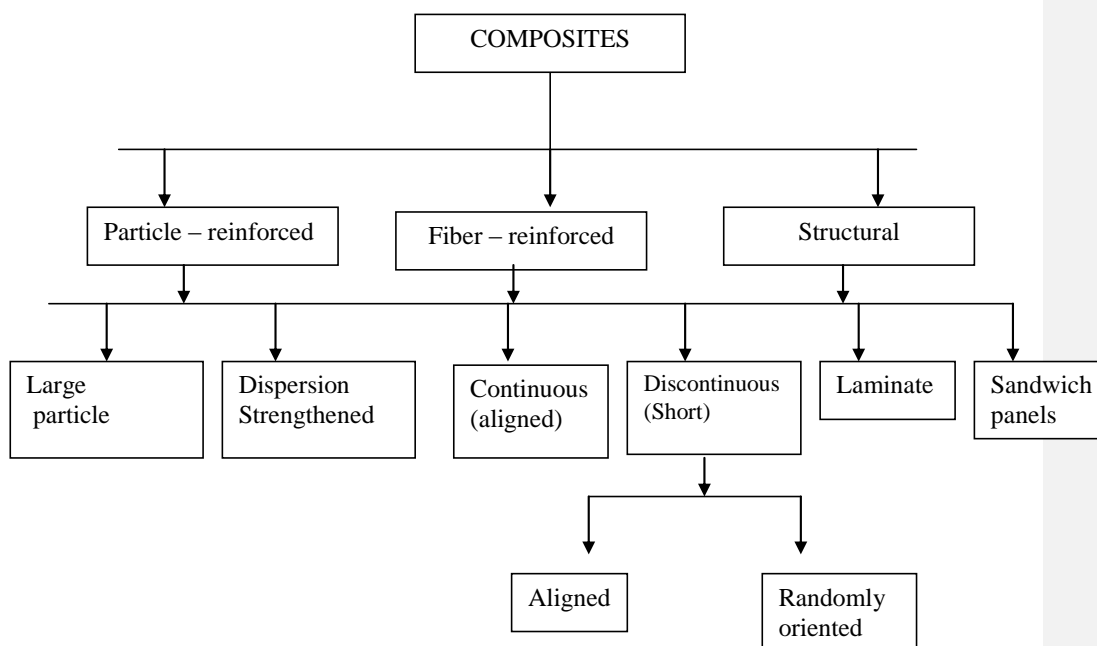 COMPOSITES
Particle – reinforced
Fiber – reinforced
Structural
Large
particle
Dispersion
Strengthened
Continuous
(aligned)
Discontinuous
(Short)
Laminate
Sandwich
panels
Aligned
Randomly
oriented